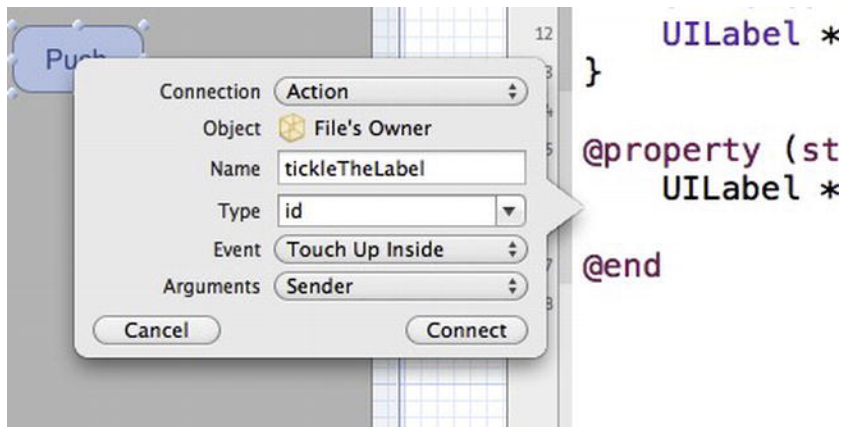 Push
Connection Action
Object File's Owner
Name tickleTheLabel
Type id
Event Touch Up Inside
Arguments Sender
Cancel Connect
12
UILabel *
}
@property (st
UILabel *
@end